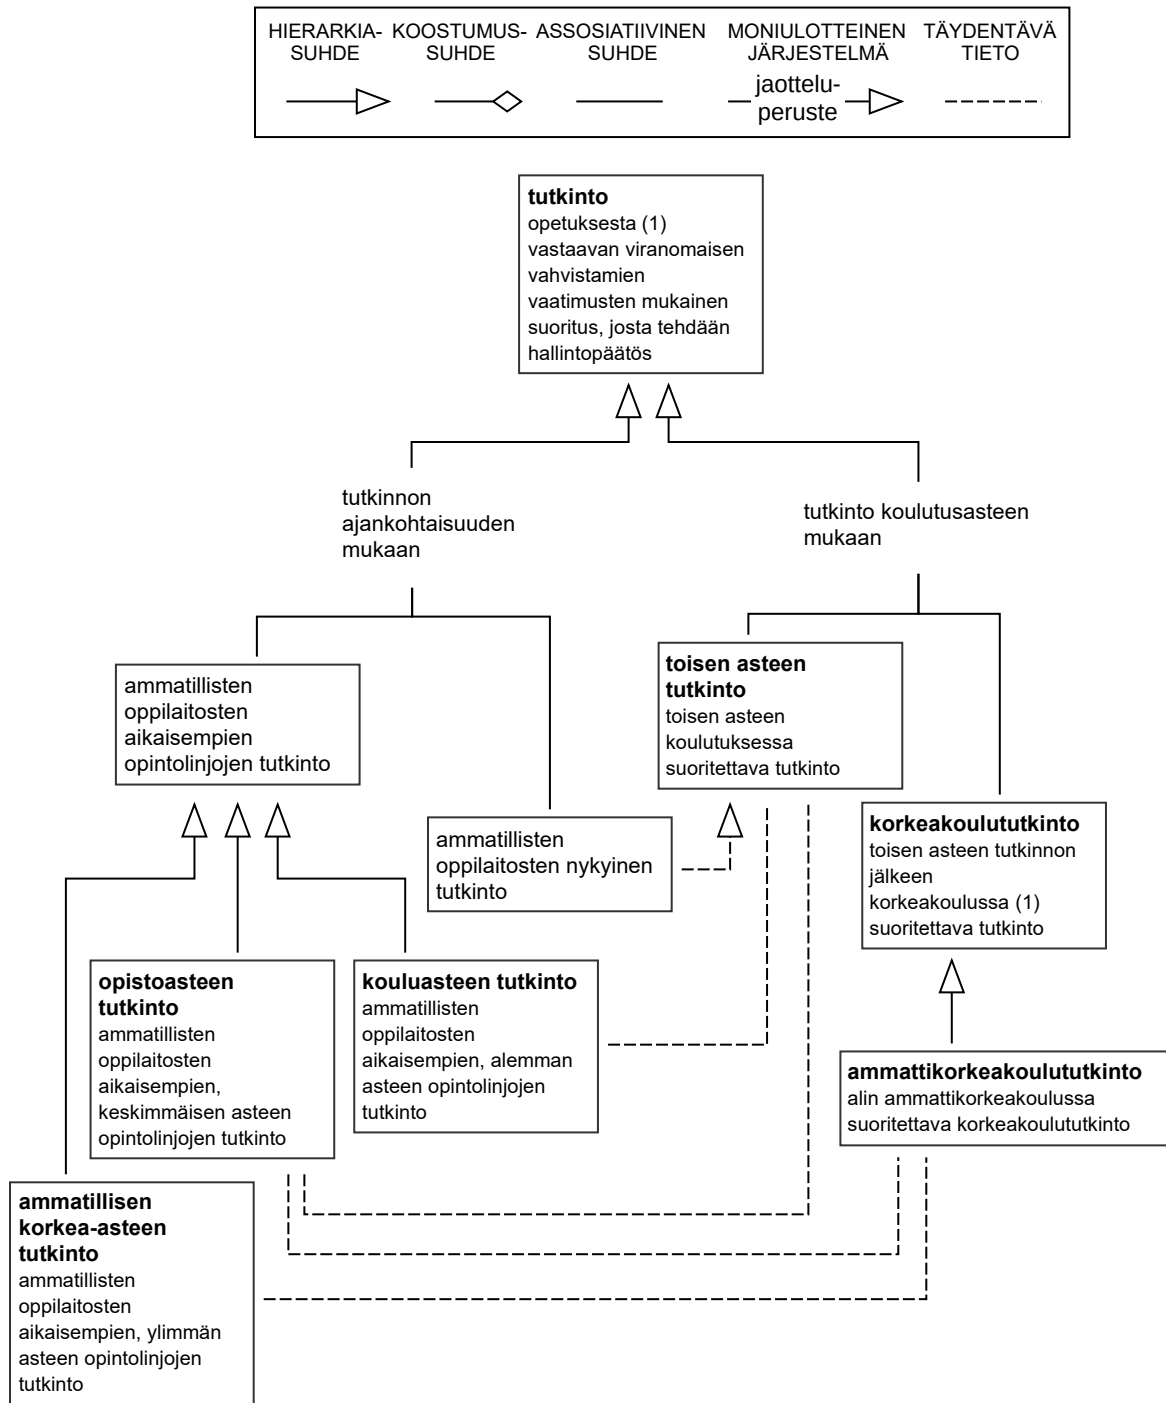 HIERARKIA-
SUHDE
KOOSTUMUS-
SUHDE
ASSOSIATIIVINEN
SUHDE
MONIULOTTEINEN
JÄRJESTELMÄ
TÄYDENTÄVÄ
TIETO
jaottelu-
peruste
tutkinto
opetuksesta (1)
vastaavan viranomaisen
vahvistamien
vaatimusten mukainen
suoritus, josta tehdään
hallintopäätös
tutkinnon
ajankohtaisuuden
mukaan
tutkinto koulutusasteen
mukaan
ammatillisten
oppilaitosten
aikaisempien
opintolinjojen tutkinto
toisen asteen
tutkinto
toisen asteen
koulutuksessa
suoritettava tutkinto
ammatillisten
oppilaitosten nykyinen
tutkinto
korkeakoulututkinto
toisen asteen tutkinnon
jälkeen
korkeakoulussa (1)
suoritettava tutkinto
opistoasteen
tutkinto
ammatillisten
oppilaitosten
aikaisempien,
keskimmäisen asteen
opintolinjojen tutkinto
kouluasteen tutkinto
ammatillisten
oppilaitosten
aikaisempien, alemman
asteen opintolinjojen
tutkinto
ammattikorkeakoulututkinto
alin ammattikorkeakoulussa
suoritettava korkeakoulututkinto
ammatillisen
korkea-asteen
tutkinto
ammatillisten
oppilaitosten
aikaisempien, ylimmän
asteen opintolinjojen
tutkinto